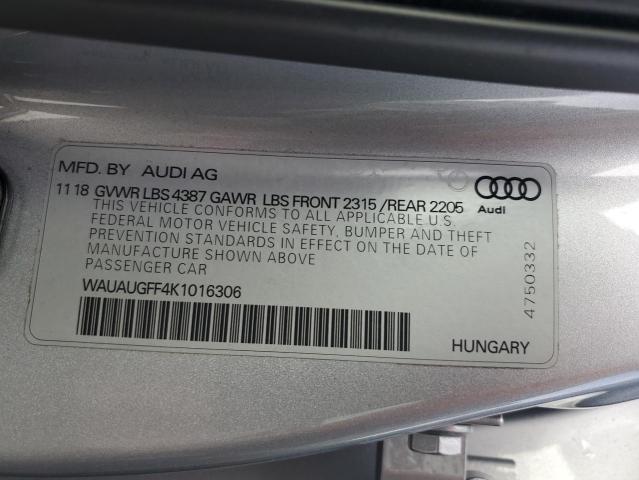 MFD. BY AUDI AG
11 18 GVWR LBS 4387 GAWR LBS FRONT 2315 /REAR 2205
Audi
THIS VEHICLE CONFORMS TO ALL APPLICABLE U.S.
FEDERAL MOTOR VEHICLE SAFETY, BUMPER AND THEFT
PREVENTION STANDARDS IN EFFECT ON THE DATE OF
MANUFACTURE SHOWN ABOVE
PASSENGER CAR
WAUAUGFF4K1016306
4750332
HUNGARY